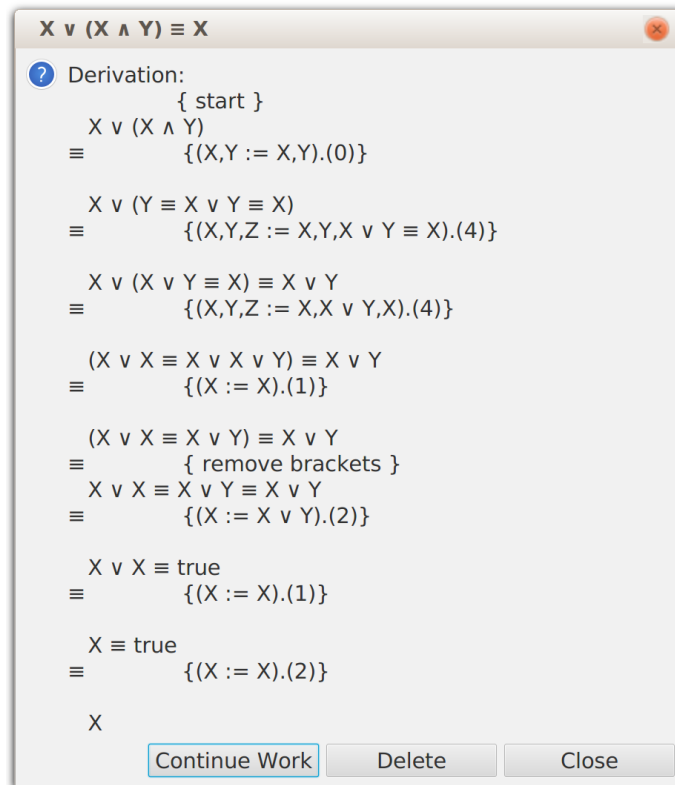 X ∨ (X ∧ Y) ≡ X
Derivation:
{ start }
X ∨ (X ∧ Y)
≡ {(X,Y := X,Y).(0)}
X ∨ (Y ≡ X ∨ Y ≡ X)
≡ {(X,Y,Z := X,Y,X ∨ Y ≡ X).(4)}
X ∨ (X ∨ Y ≡ X) ≡ X ∨ Y
≡ {(X,Y,Z := X,X ∨ Y,X).(4)}
(X ∨ X ≡ X ∨ X ∨ Y) ≡ X ∨ Y
≡ {(X := X).(1)}
(X ∨ X ≡ X ∨ Y) ≡ X ∨ Y
≡ { remove brackets }
X ∨ X ≡ X ∨ Y ≡ X ∨ Y
≡ {(X := X ∨ Y).(2)}
X ∨ X ≡ true
≡ {(X := X).(1)}
X ≡ true
≡ {(X := X).(2)}
X
Continue Work Delete Close